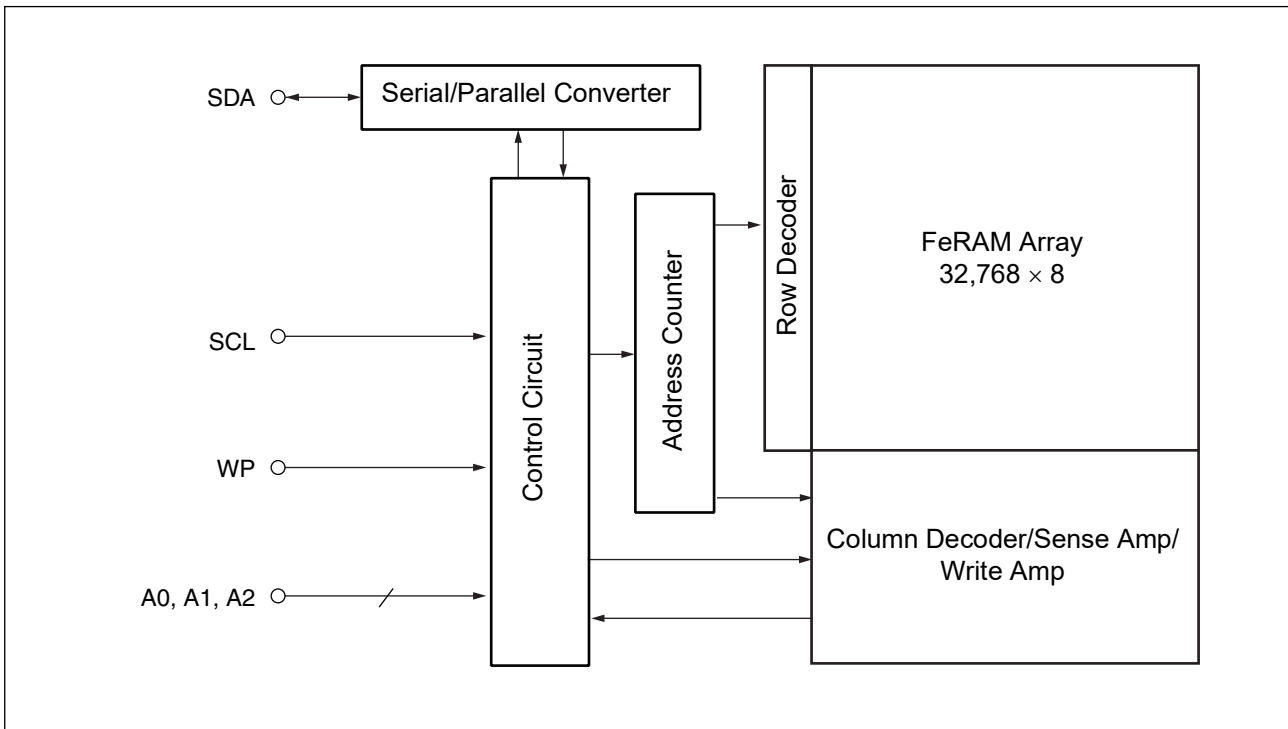 SDA
Serial/Parallel Converter
SCL
WP
A0, A1, A2
Control Circuit
Address Counter
Row Decoder
FeRAM Array
32,768 × 8
Column Decoder/Sense Amp/
Write Amp